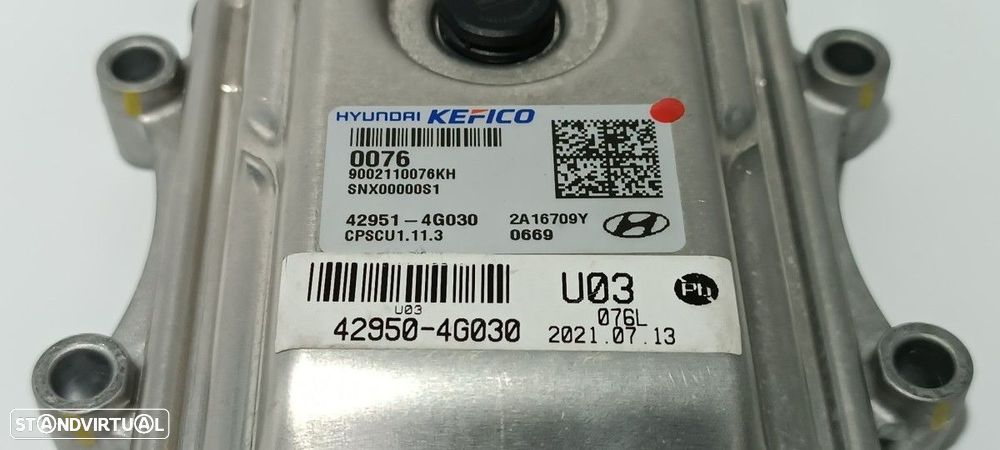 HYUNDAI KEFICO
0076
9002110076KH
SNX00000S1
42951-4G030 2A16709Y
CPSCU1.11.3 0669
U03 Pb
U03 076L
42950-4G030 2021.07.13
STANDVIRTUAL